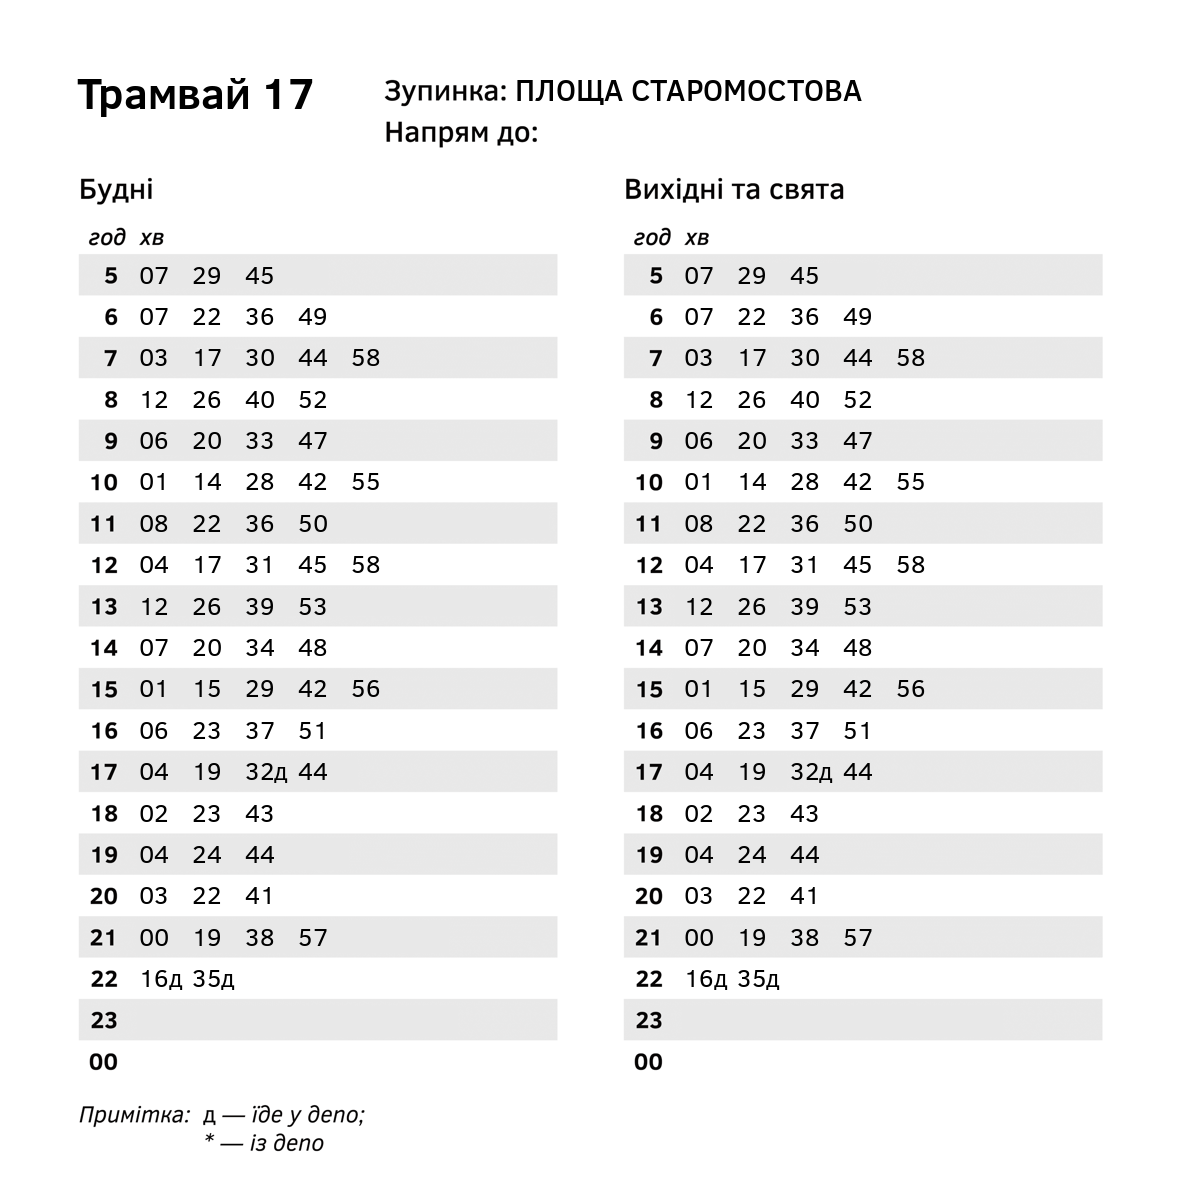 Трамвай 17
Зупинка: ПЛОЩА СТАРОМОСТОВА
Напрям до:
Будні
год хв
5 07 29 45
6 07 22 36 49
7 03 17 30 44 58
8 12 26 40 52
9 06 20 33 47
10 01 14 28 42 55
11 08 22 36 50
12 04 17 31 45 58
13 12 26 39 53
14 07 20 34 48
15 01 15 29 42 56
16 06 23 37 51
17 04 19 32д 44
18 02 23 43
19 04 24 44
20 03 22 41
21 00 19 38 57
22 16д 35д
23
00
Вихідні та свята
год хв
5 07 29 45
6 07 22 36 49
7 03 17 30 44 58
8 12 26 40 52
9 06 20 33 47
10 01 14 28 42 55
11 08 22 36 50
12 04 17 31 45 58
13 12 26 39 53
14 07 20 34 48
15 01 15 29 42 56
16 06 23 37 51
17 04 19 32д 44
18 02 23 43
19 04 24 44
20 03 22 41
21 00 19 38 57
22 16д 35д
23
00
Примітка: д — їде у депо;
* — із депо